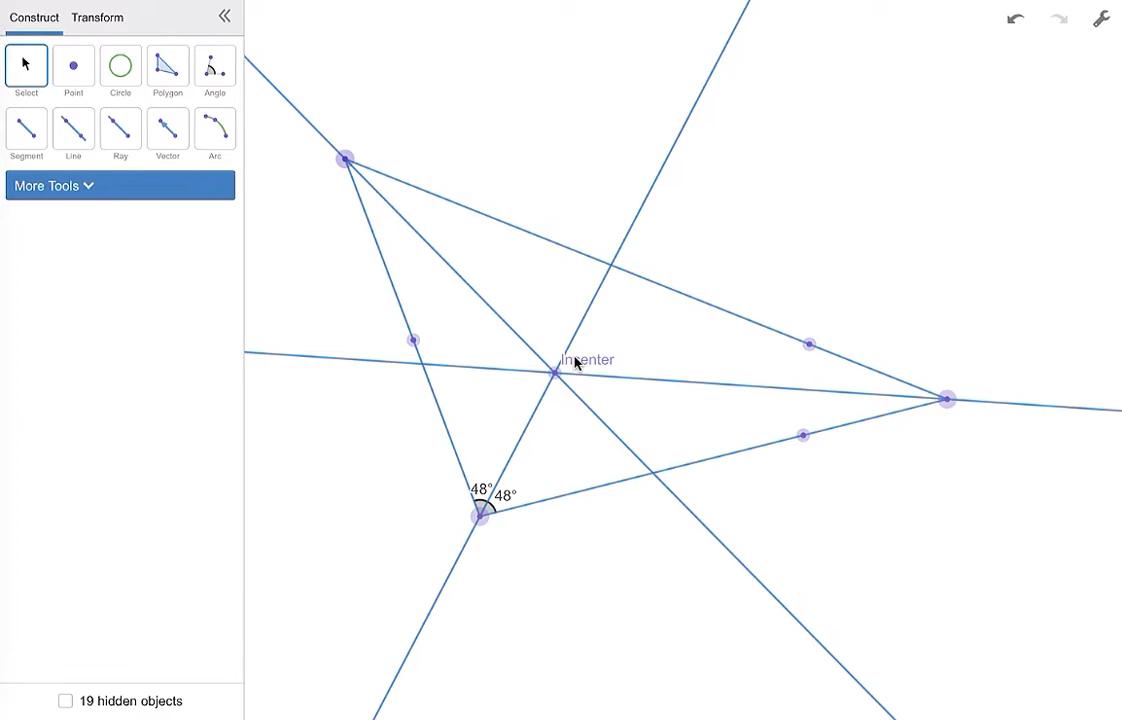 Construct Transform
Select Point Circle Polygon Angle
Segment Line Ray Vector Arc
More Tools
Incenter
48° 48°
19 hidden objects